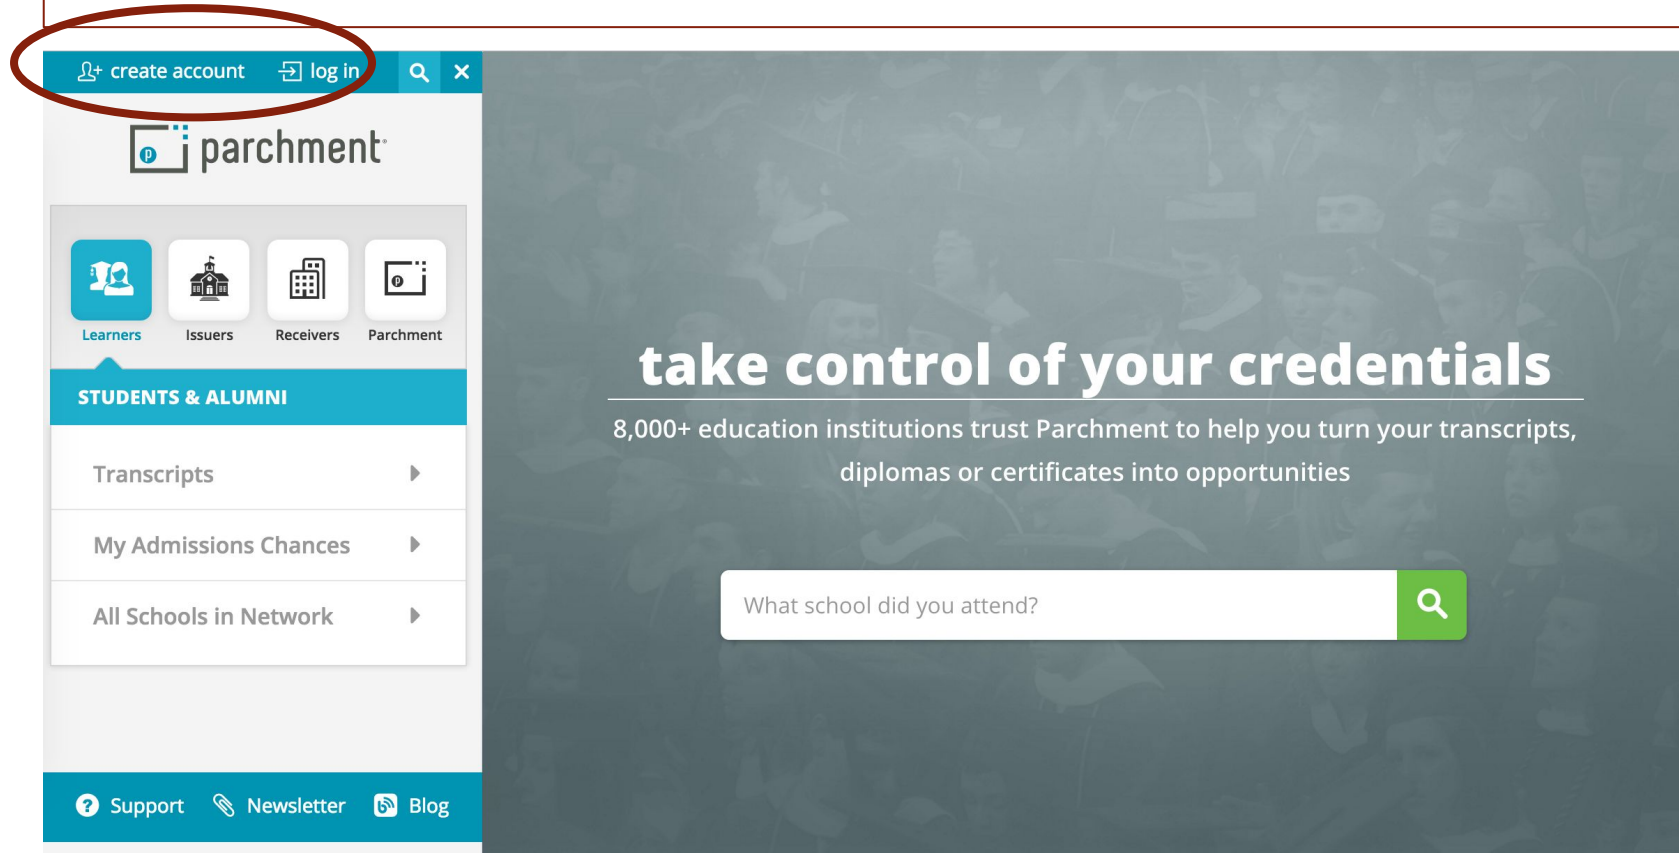 create account log in
parchment
Learners Issuers Receivers Parchment
STUDENTS & ALUMNI
Transcripts
My Admissions Chances
All Schools in Network
Support Newsletter Blog
take control of your credentials
8,000+ education institutions trust Parchment to help you turn your transcripts,
diplomas or certificates into opportunities
What school did you attend?